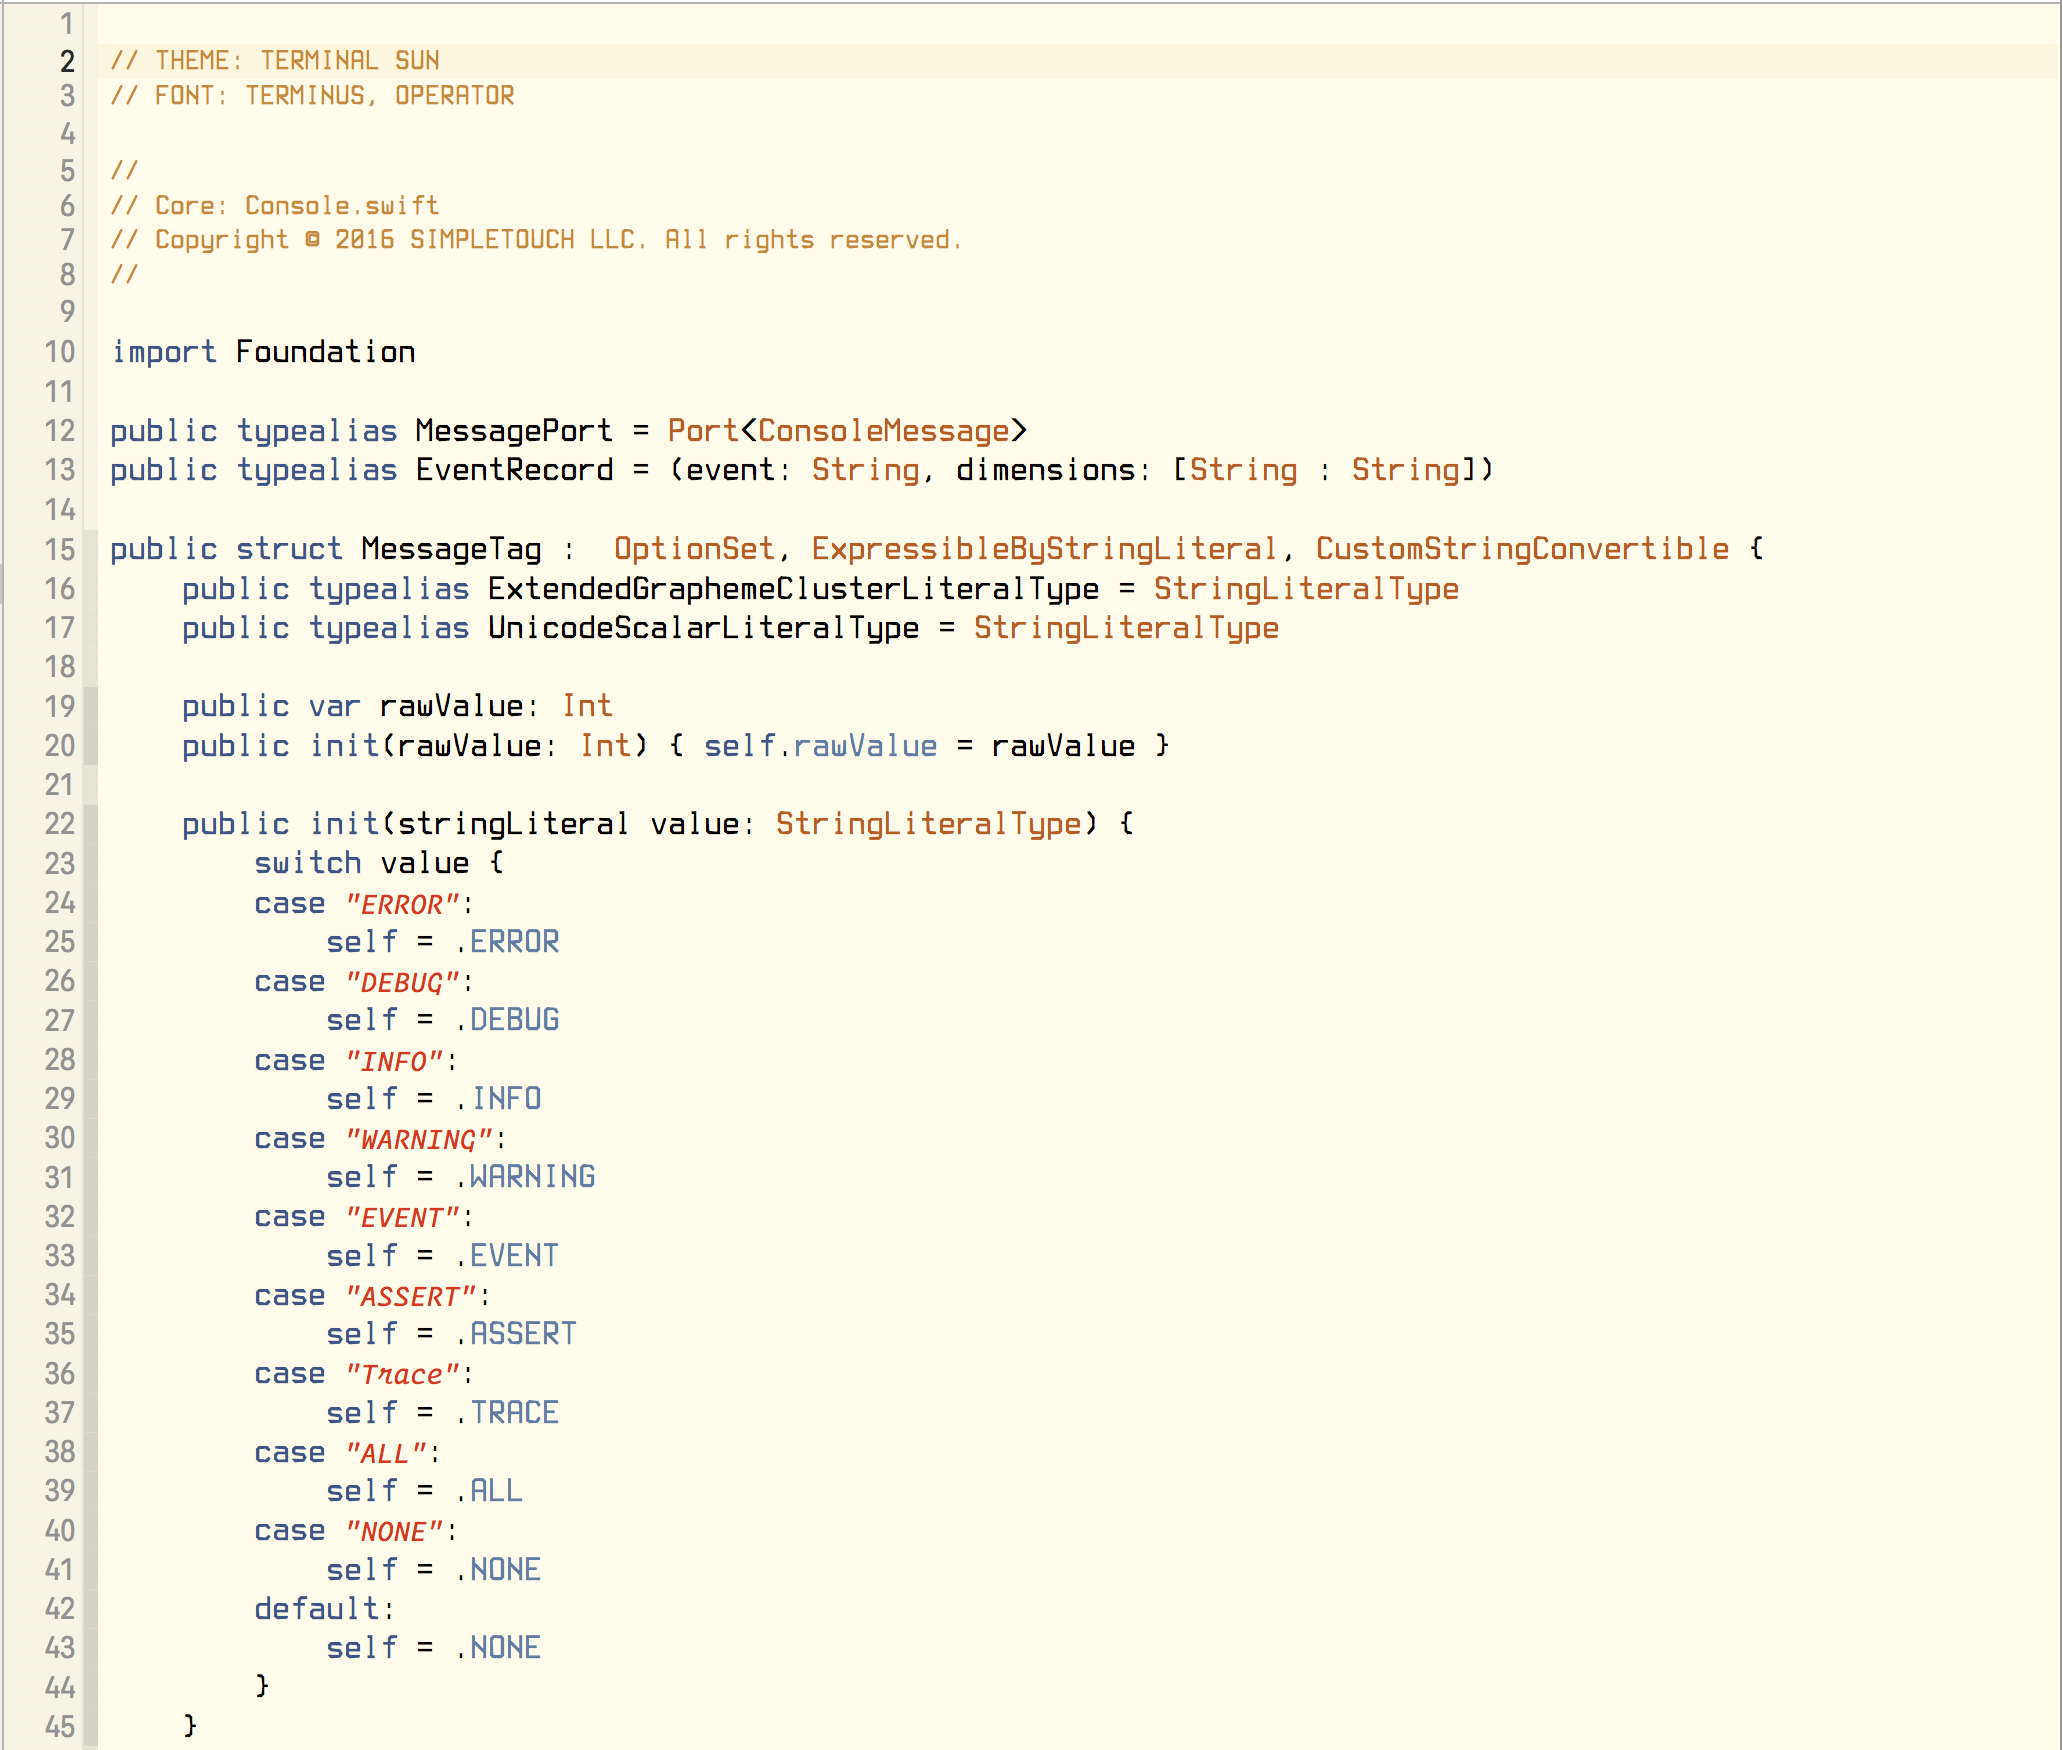 1
2 // THEME: TERMINAL SUN
3 // FONT: TERMINUS, OPERATOR
4
5 //
6 // Core: Console.swift
7 // Copyright © 2016 SIMPLETOUCH LLC. All rights reserved.
8 //
9
10 import Foundation
11
12 public typealias MessagePort = Port<ConsoleMessage>
13 public typealias EventRecord = (event: String, dimensions: [String : String])
14
15 public struct MessageTag :  OptionSet, ExpressibleByStringLiteral, CustomStringConvertible {
16     public typealias ExtendedGraphemeClusterLiteralType = StringLiteralType
17     public typealias UnicodeScalarLiteralType = StringLiteralType
18
19     public var rawValue: Int
20     public init(rawValue: Int) { self.rawValue = rawValue }
21
22     public init(stringLiteral value: StringLiteralType) {
23         switch value {
24         case "ERROR":
25             self = .ERROR
26         case "DEBUG":
27             self = .DEBUG
28         case "INFO":
29             self = .INFO
30         case "WARNING":
31             self = .WARNING
32         case "EVENT":
33             self = .EVENT
34         case "ASSERT":
35             self = .ASSERT
36         case "Trace":
37             self = .TRACE
38         case "ALL":
39             self = .ALL
40         case "NONE":
41             self = .NONE
42         default:
43             self = .NONE
44         }
45     }